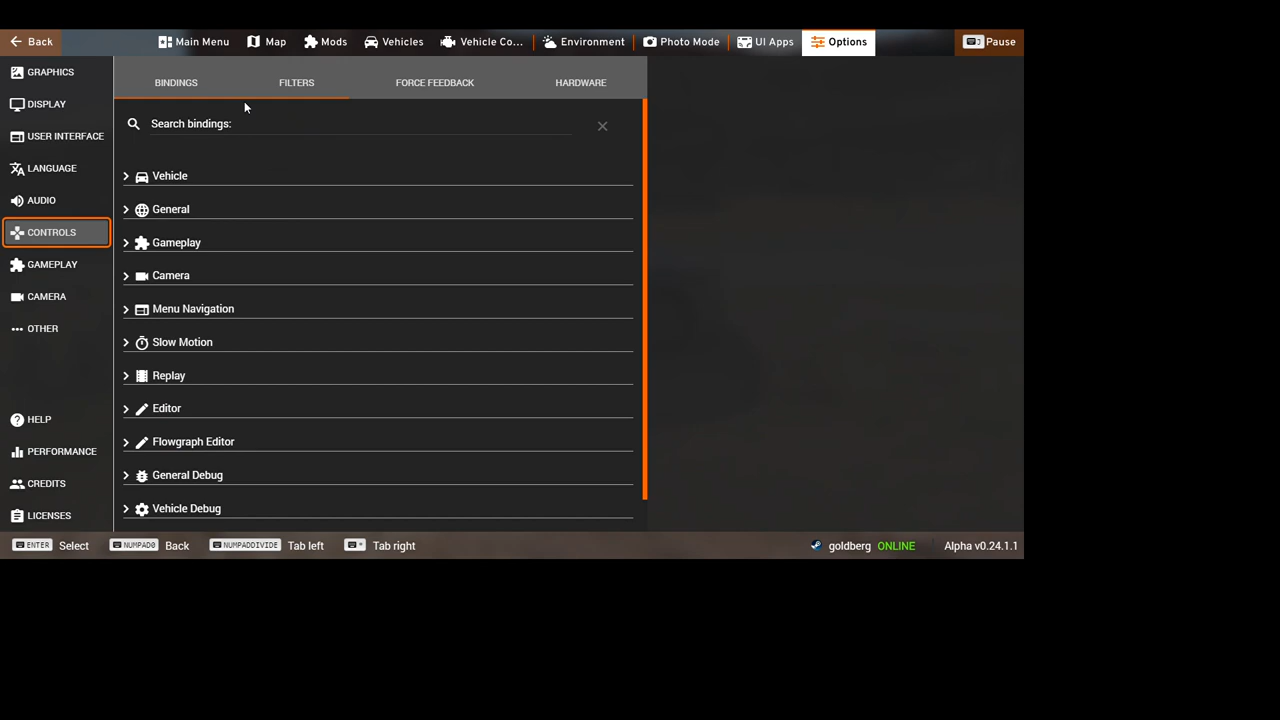 Back
Main Menu
Map
Mods
Vehicles
Vehicle Co...
Environment
Photo Mode
UI Apps
Options
Pause
GRAPHICS
DISPLAY
USER INTERFACE
LANGUAGE
AUDIO
CONTROLS
GAMEPLAY
CAMERA
OTHER
HELP
PERFORMANCE
CREDITS
LICENSES
BINDINGS
FILTERS
FORCE FEEDBACK
HARDWARE
Search bindings:
Vehicle
General
Gameplay
Camera
Menu Navigation
Slow Motion
Replay
Editor
Flowgraph Editor
General Debug
Vehicle Debug
ENTER Select
NUMPAD0 Back
NUMPADDIVIDE Tab left
* Tab right
goldberg ONLINE
Alpha v0.24.1.1